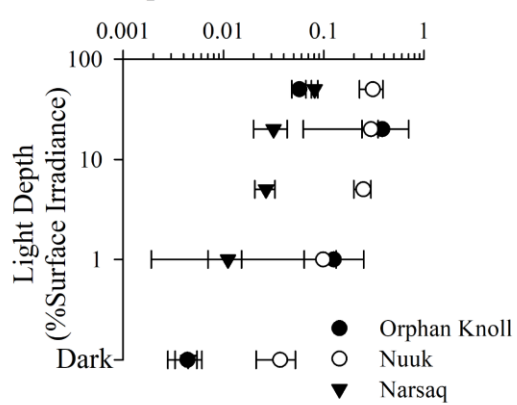 0.001 0.01 0.1 1
100
10
1
Dark
Light Depth
(%Surface Irradiance)
Orphan Knoll
Nuuk
Narsaq